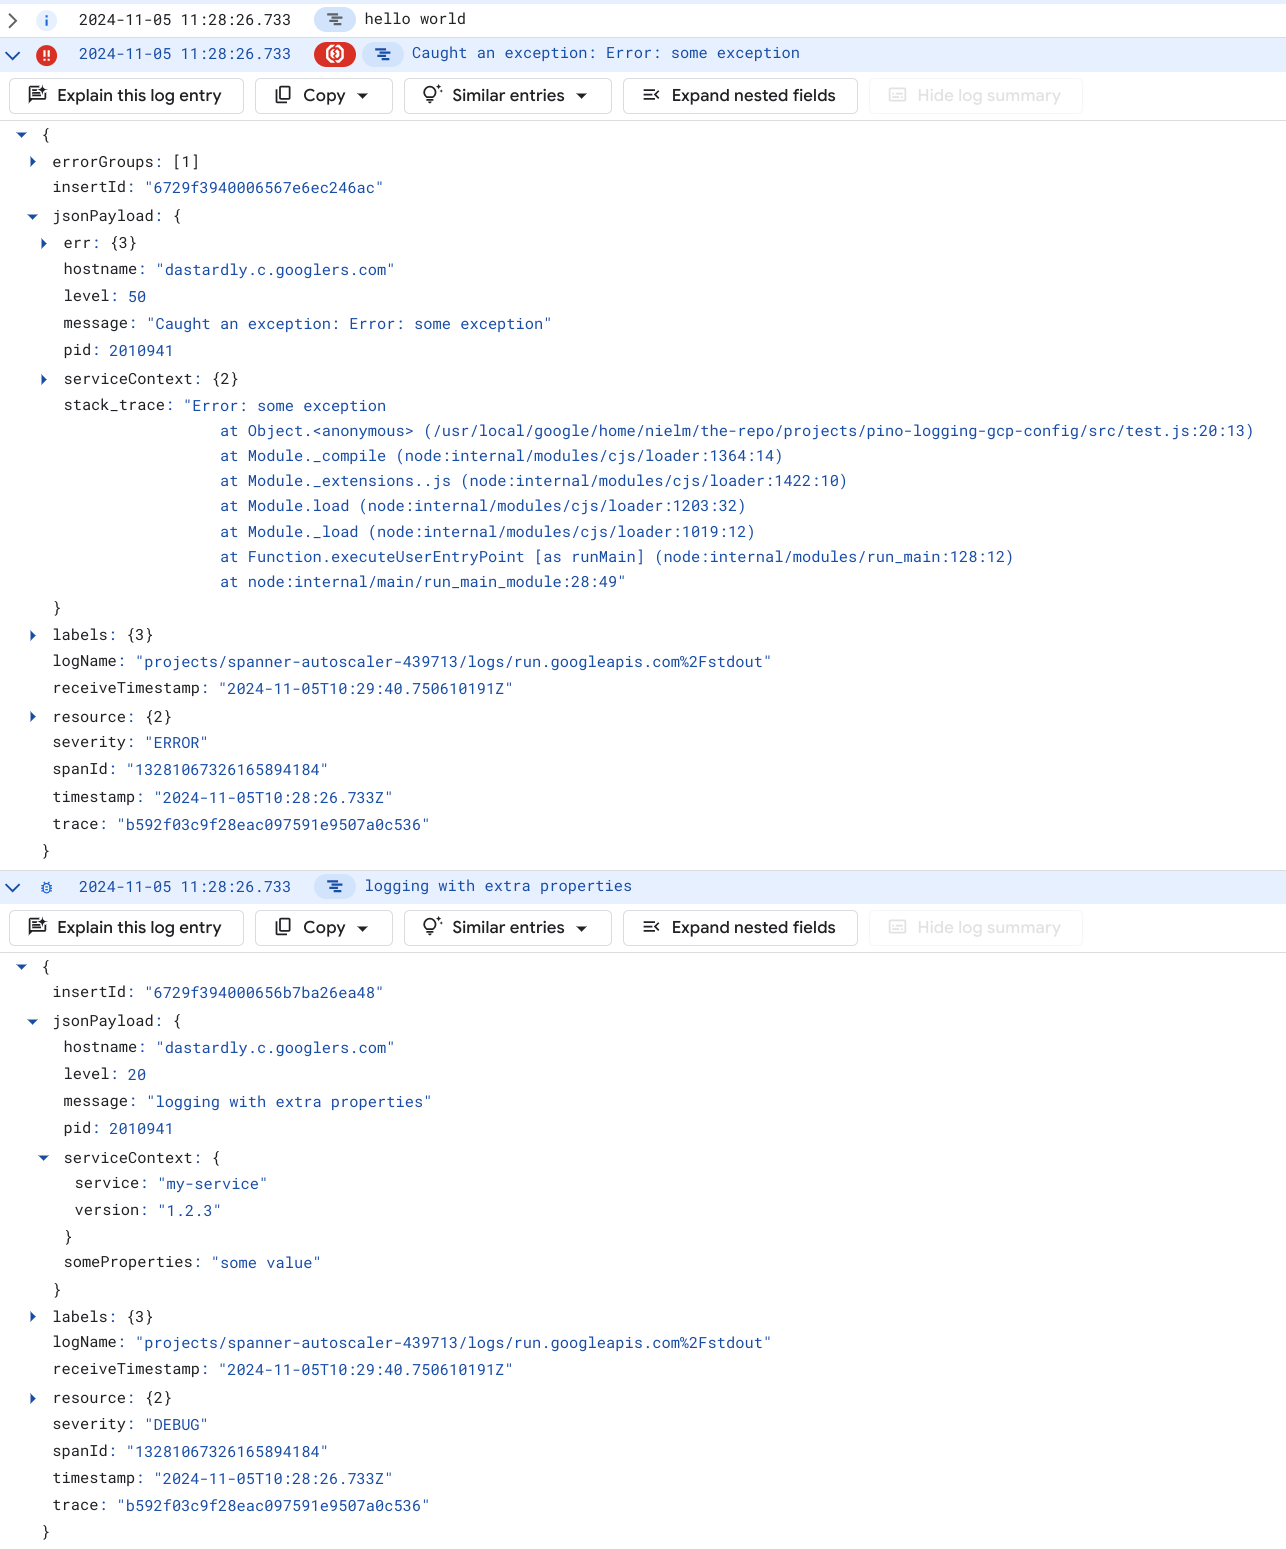 2024-11-05 11:28:26.733 hello world
2024-11-05 11:28:26.733 Caught an exception: Error: some exception
Explain this log entry Copy Similar entries Expand nested fields Hide log summary
{
errorGroups: [1]
insertId: "6729f3940006567e6ec246ac"
jsonPayload: {
err: {3}
hostname: "dastardly.c.googlers.com"
level: 50
message: "Caught an exception: Error: some exception"
pid: 2010941
serviceContext: {2}
stack_trace: "Error: some exception
at Object.<anonymous> (/usr/local/google/home/nielm/the-repo/projects/pino-logging-gcp-config/src/test.js:20:13)
at Module._compile (node:internal/modules/cjs/loader:1364:14)
at Module._extensions..js (node:internal/modules/cjs/loader:1422:10)
at Module.load (node:internal/modules/cjs/loader:1203:32)
at Module._load (node:internal/modules/cjs/loader:1019:12)
at Function.executeUserEntryPoint [as runMain] (node:internal/modules/run_main:128:12)
at node:internal/main/run_main_module:28:49"
}
labels: {3}
logName: "projects/spanner-autoscaler-439713/logs/run.googleapis.com%2Fstdout"
receiveTimestamp: "2024-11-05T10:29:40.750610191Z"
resource: {2}
severity: "ERROR"
spanId: "13281067326165894184"
timestamp: "2024-11-05T10:28:26.733Z"
trace: "b592f03c9f28eac097591e9507a0c536"
}
2024-11-05 11:28:26.733 logging with extra properties
Explain this log entry Copy Similar entries Expand nested fields Hide log summary
{
insertId: "6729f394000656b7ba26ea48"
jsonPayload: {
hostname: "dastardly.c.googlers.com"
level: 20
message: "logging with extra properties"
pid: 2010941
serviceContext: {
service: "my-service"
version: "1.2.3"
}
someProperties: "some value"
}
labels: {3}
logName: "projects/spanner-autoscaler-439713/logs/run.googleapis.com%2Fstdout"
receiveTimestamp: "2024-11-05T10:29:40.750610191Z"
resource: {2}
severity: "DEBUG"
spanId: "13281067326165894184"
timestamp: "2024-11-05T10:28:26.733Z"
trace: "b592f03c9f28eac097591e9507a0c536"
}